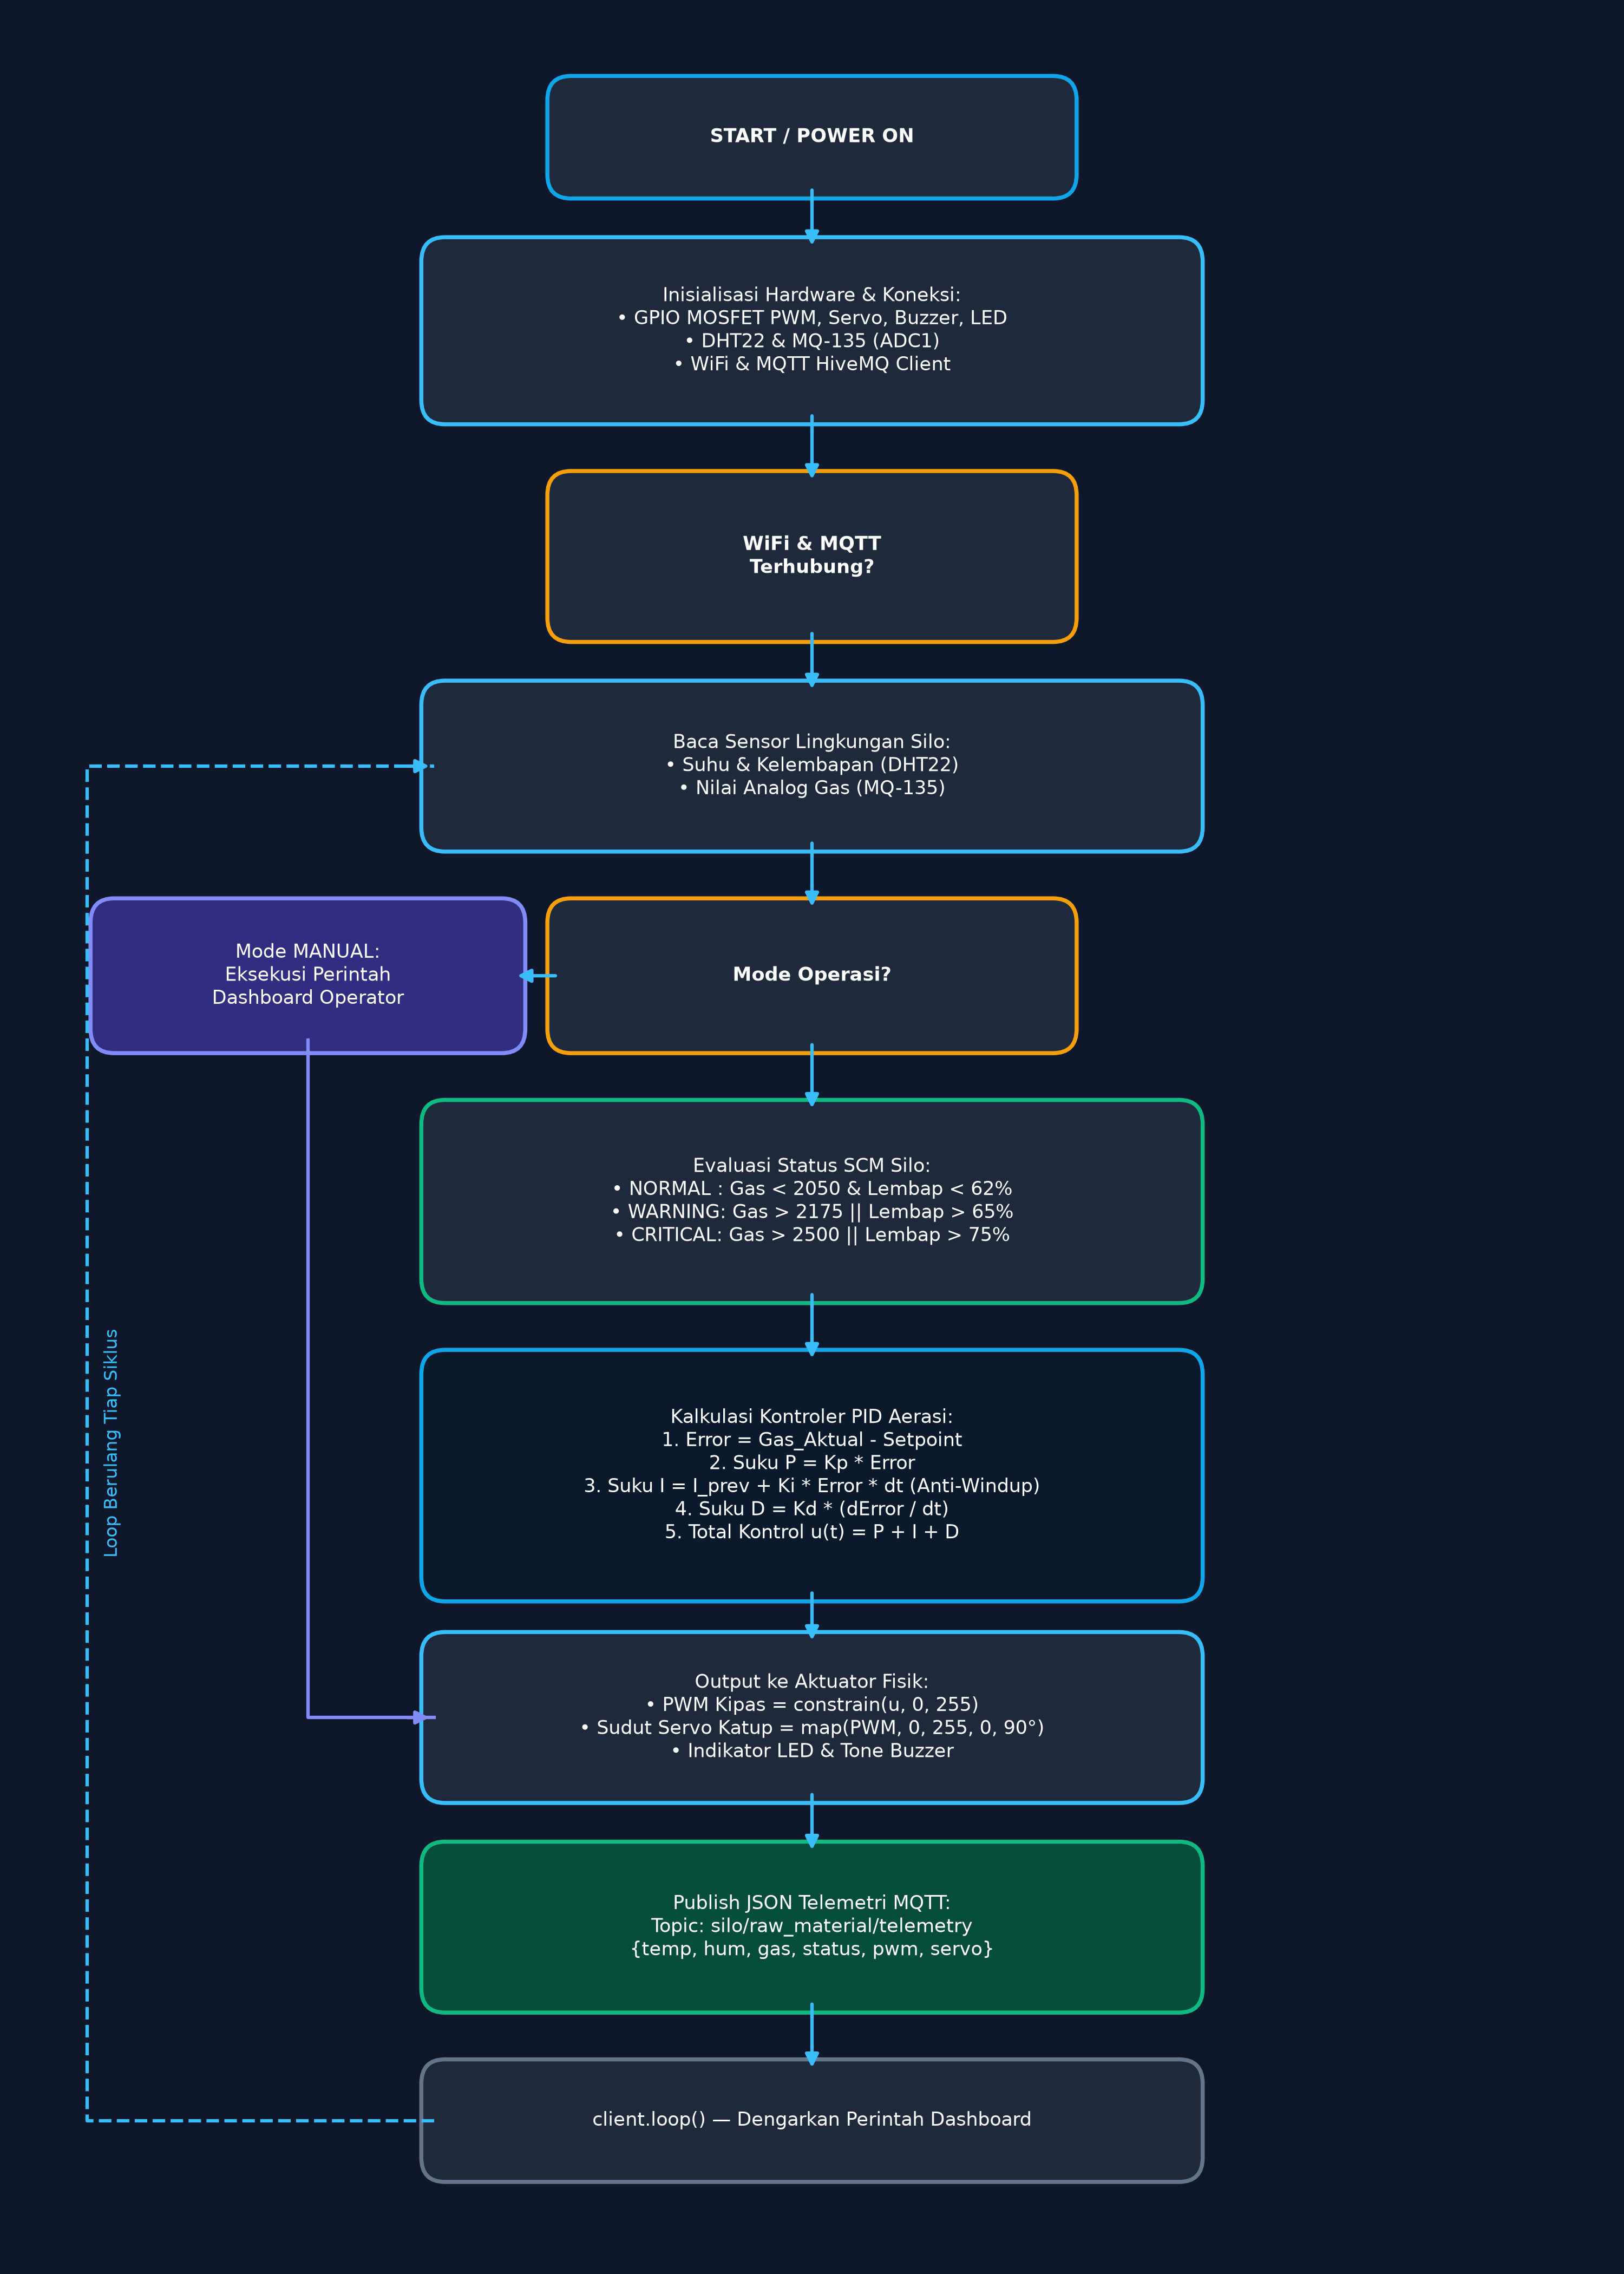 START / POWER ON
Inisialisasi Hardware & Koneksi:
• GPIO MOSFET PWM, Servo, Buzzer, LED
• DHT22 & MQ-135 (ADC1)
• WiFi & MQTT HiveMQ Client
WiFi & MQTT
Terhubung?
Baca Sensor Lingkungan Silo:
• Suhu & Kelembapan (DHT22)
• Nilai Analog Gas (MQ-135)
Mode MANUAL:
Eksekusi Perintah
Dashboard Operator
Mode Operasi?
Evaluasi Status SCM Silo:
• NORMAL : Gas < 2050 & Lembap < 62%
• WARNING: Gas > 2175 || Lembap > 65%
• CRITICAL: Gas > 2500 || Lembap > 75%
Loop Berulang Tiap Siklus
Kalkulasi Kontroler PID Aerasi:
1. Error = Gas_Aktual - Setpoint
2. Suku P = Kp * Error
3. Suku I = I_prev + Ki * Error * dt (Anti-Windup)
4. Suku D = Kd * (dError / dt)
5. Total Kontrol u(t) = P + I + D
Output ke Aktuator Fisik:
• PWM Kipas = constrain(u, 0, 255)
• Sudut Servo Katup = map(PWM, 0, 255, 0, 90°)
• Indikator LED & Tone Buzzer
Publish JSON Telemetri MQTT:
Topic: silo/raw_material/telemetry
{temp, hum, gas, status, pwm, servo}
client.loop() — Dengarkan Perintah Dashboard